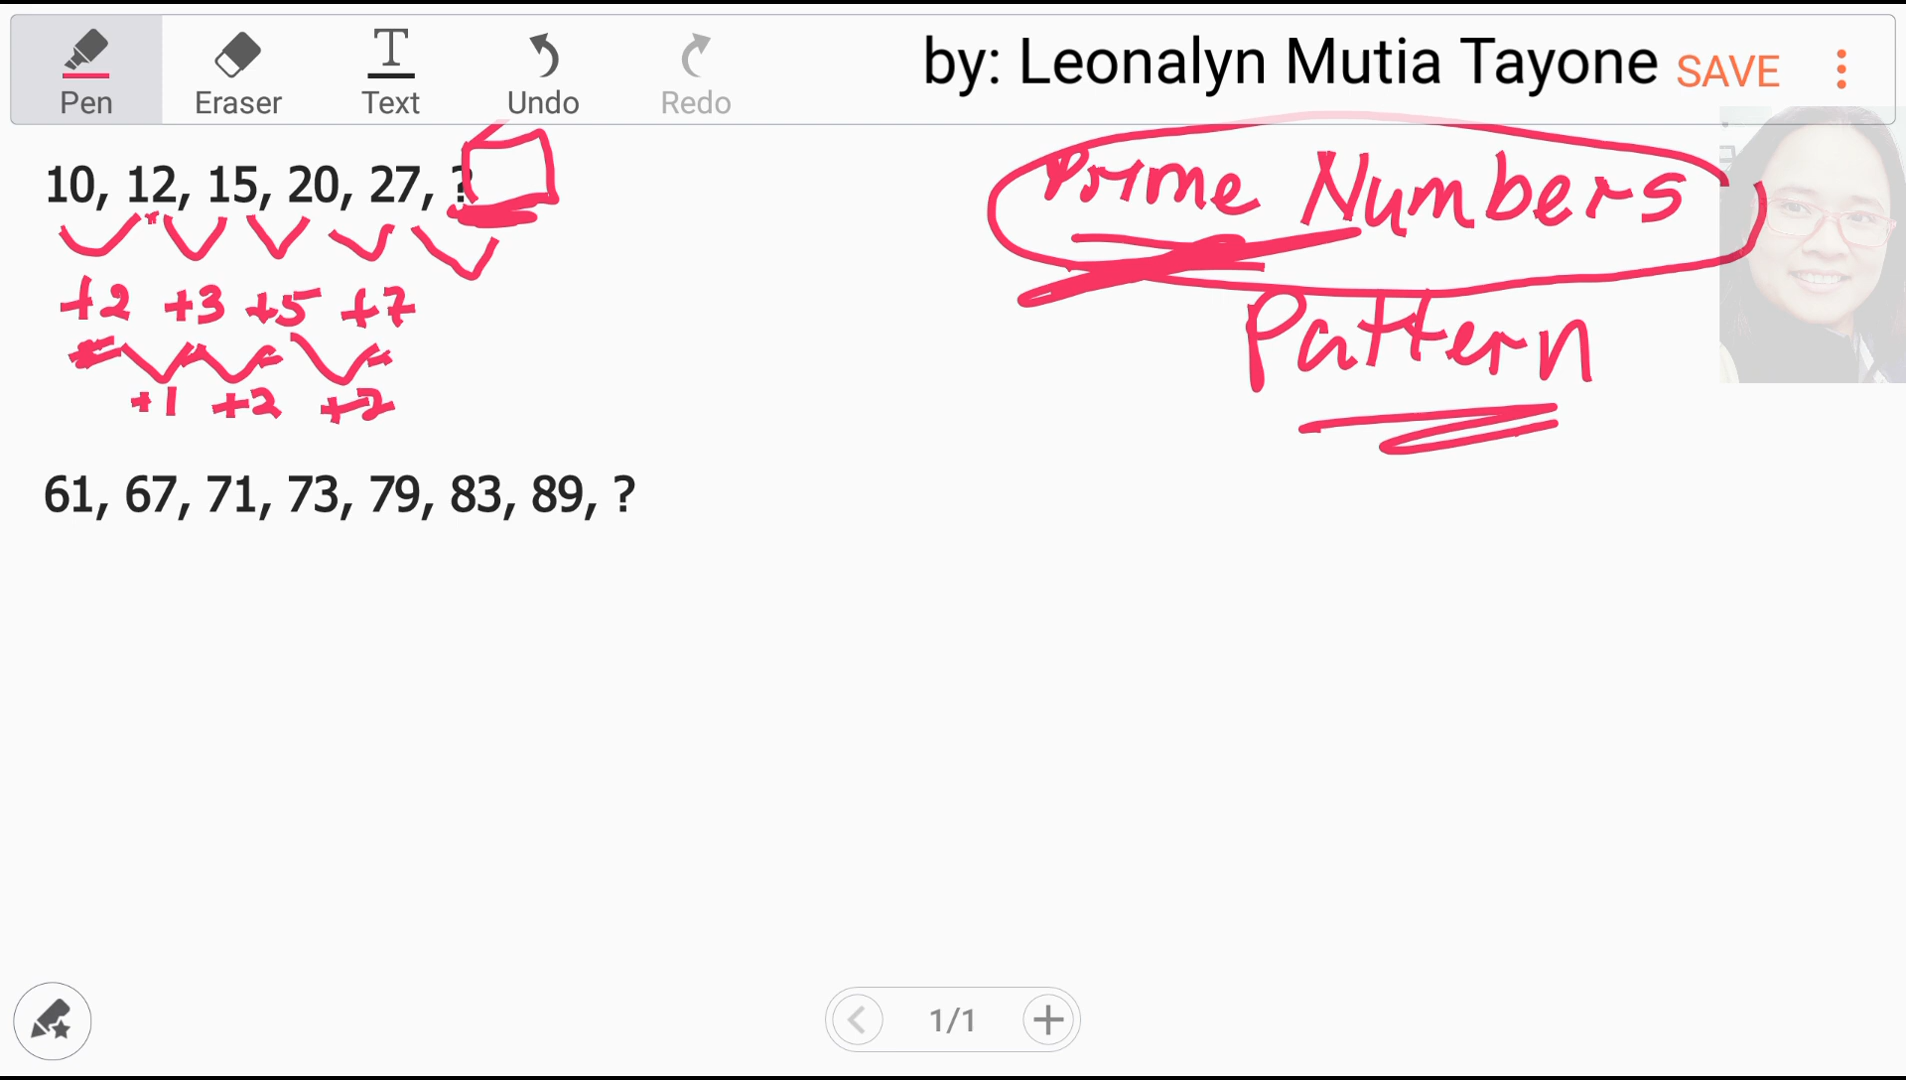 Pen Eraser Text Undo Redo by: Leonalyn Mutia Tayone SAVE
10, 12, 15, 20, 27, ?
Prime Numbers
+2 +3 +5 +7
Pattern
+1 +2 +2
61, 67, 71, 73, 79, 83, 89, ?
1/1